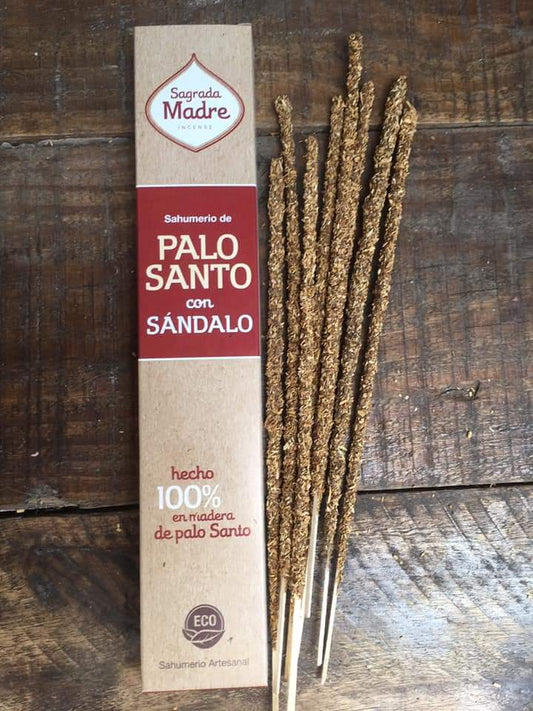 Sagrada
Madre
INCENSE
Sahumerio de
PALO
SANTO
con
SÁNDALO
hecho
100%
en madera
de palo Santo
ECO
Sahumerio Artesanal